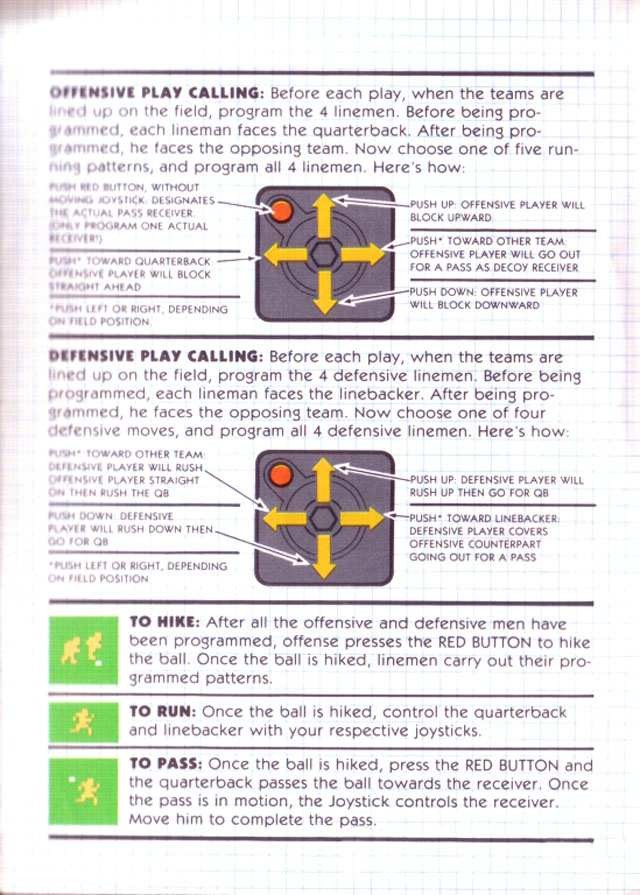 OFFENSIVE PLAY CALLING: Before each play, when the teams are
lined up on the field, program the 4 linemen. Before being pro-
grammed, each lineman faces the quarterback. After being pro-
grammed, he faces the opposing team. Now choose one of five run-
ning patterns, and program all 4 linemen. Here's how:
PUSH RED BUTTON, WITHOUT
MOVING JOYSTICK: DESIGNATES
THE ACTUAL PASS RECEIVER.
(ONLY PROGRAM ONE ACTUAL
RECEIVER!)
PUSH* TOWARD QUARTERBACK:
OFFENSIVE PLAYER WILL BLOCK
STRAIGHT AHEAD
*PUSH LEFT OR RIGHT, DEPENDING
ON FIELD POSITION.
PUSH UP: OFFENSIVE PLAYER WILL
BLOCK UPWARD
PUSH* TOWARD OTHER TEAM:
OFFENSIVE PLAYER WILL GO OUT
FOR A PASS AS DECOY RECEIVER
PUSH DOWN: OFFENSIVE PLAYER
WILL BLOCK DOWNWARD
DEFENSIVE PLAY CALLING: Before each play, when the teams are
lined up on the field, program the 4 defensive linemen. Before being
programmed, each lineman faces the linebacker. After being pro-
grammed, he faces the opposing team. Now choose one of four
defensive moves, and program all 4 defensive linemen. Here's how:
PUSH* TOWARD OTHER TEAM:
DEFENSIVE PLAYER WILL RUSH
OFFENSIVE PLAYER STRAIGHT
ON THEN RUSH THE QB
PUSH DOWN: DEFENSIVE
PLAYER WILL RUSH DOWN THEN
GO FOR QB
*PUSH LEFT OR RIGHT, DEPENDING
ON FIELD POSITION
PUSH UP: DEFENSIVE PLAYER WILL
RUSH UP THEN GO FOR QB
PUSH* TOWARD LINEBACKER:
DEFENSIVE PLAYER COVERS
OFFENSIVE COUNTERPART
GOING OUT FOR A PASS
TO HIKE: After all the offensive and defensive men have
been programmed, offense presses the RED BUTTON to hike
the ball. Once the ball is hiked, linemen carry out their pro-
grammed patterns.
TO RUN: Once the ball is hiked, control the quarterback
and linebacker with your respective joysticks.
TO PASS: Once the ball is hiked, press the RED BUTTON and
the quarterback passes the ball towards the receiver. Once
the pass is in motion, the Joystick controls the receiver.
Move him to complete the pass.